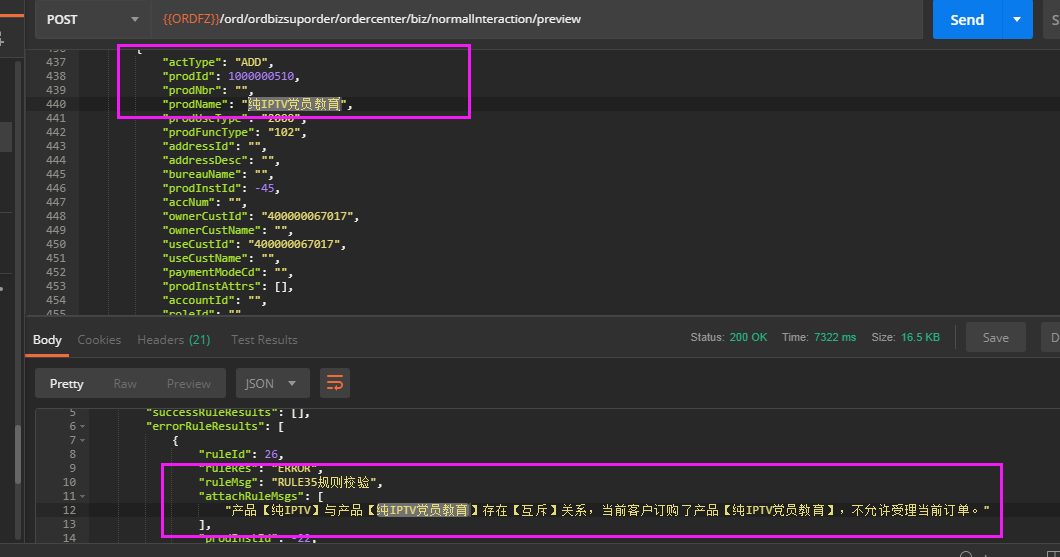 POST
{{ORDFZ}}/ord/ordbizsuporder/ordercenter/biz/normalInteraction/preview
Send
437 "actType": "ADD",
438 "prodId": 1000000510,
439 "prodNbr": "",
440 "prodName": "纯IPTV党员教育",
441 "prodUseType": "2000",
442 "prodFuncType": "102",
443 "addressId": "",
444 "addressDesc": "",
445 "bureauName": "",
446 "prodInstId": -45,
447 "accNum": "",
448 "ownerCustId": "400000067017",
449 "ownerCustName": "",
450 "useCustId": "400000067017",
451 "useCustName": "",
452 "paymentModeCd": "",
453 "prodInstAttrs": [],
454 "accountId": "",
455 "roleId": ""
Body Cookies Headers (21) Test Results Status: 200 OK Time: 7322 ms Size: 16.5 KB Save
Pretty Raw Preview JSON
5 "successRuleResults": [],
6 "errorRuleResults": [
7 {
8 "ruleId": 26,
9 "ruleRes": "ERROR",
10 "ruleMsg": "RULE35规则校验",
11 "attachRuleMsgs": [
12 "产品【纯IPTV】与产品【纯IPTV党员教育】存在【互斥】关系，当前客户订购了产品【纯IPTV党员教育】，不允许受理当前订单。"
13 ],
14 "prodInstId": -22,